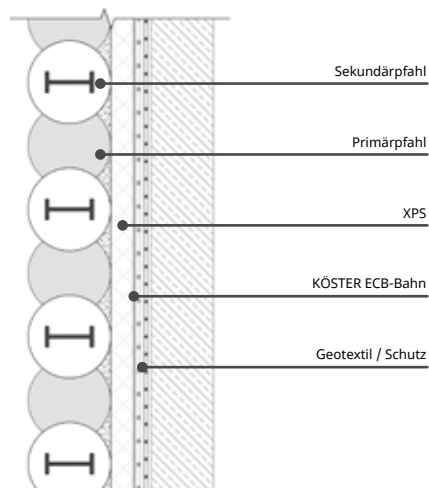 Sekundärpfahl
Primärpfahl
XPS
KÖSTER ECB-Bahn
Geotextil / Schutz